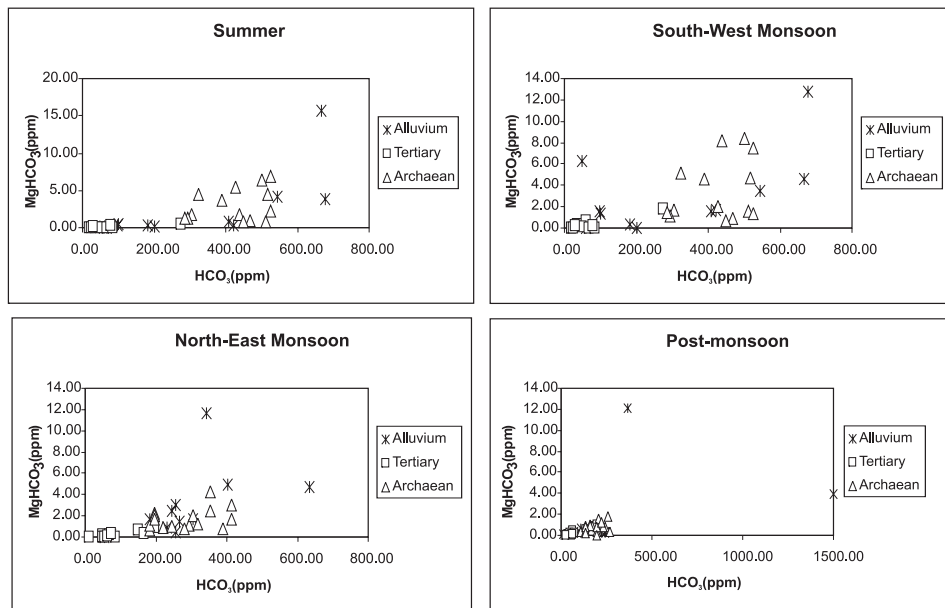 Summer
20.00
15.00
10.00
5.00
0.00
MgHCO3(ppm)
0.00 200.00 400.00 600.00 800.00
HCO3(ppm)
Alluvium
Tertiary
Archaean
South-West Monsoon
14.00
12.00
10.00
8.00
6.00
4.00
2.00
0.00
MgHCO3(ppm)
0.00 200.00 400.00 600.00 800.00
HCO3(ppm)
Alluvium
Tertiary
Archaean
North-East Monsoon
14.00
12.00
10.00
8.00
6.00
4.00
2.00
0.00
MgHCO3(ppm)
0.00 200.00 400.00 600.00 800.00
HCO3(ppm)
Alluvium
Tertiary
Archaean
Post-monsoon
14.00
12.00
10.00
8.00
6.00
4.00
2.00
0.00
MgHCO3(ppm)
0.00 500.00 1000.00 1500.00
HCO3(ppm)
Alluvium
Tertiary
Archaean